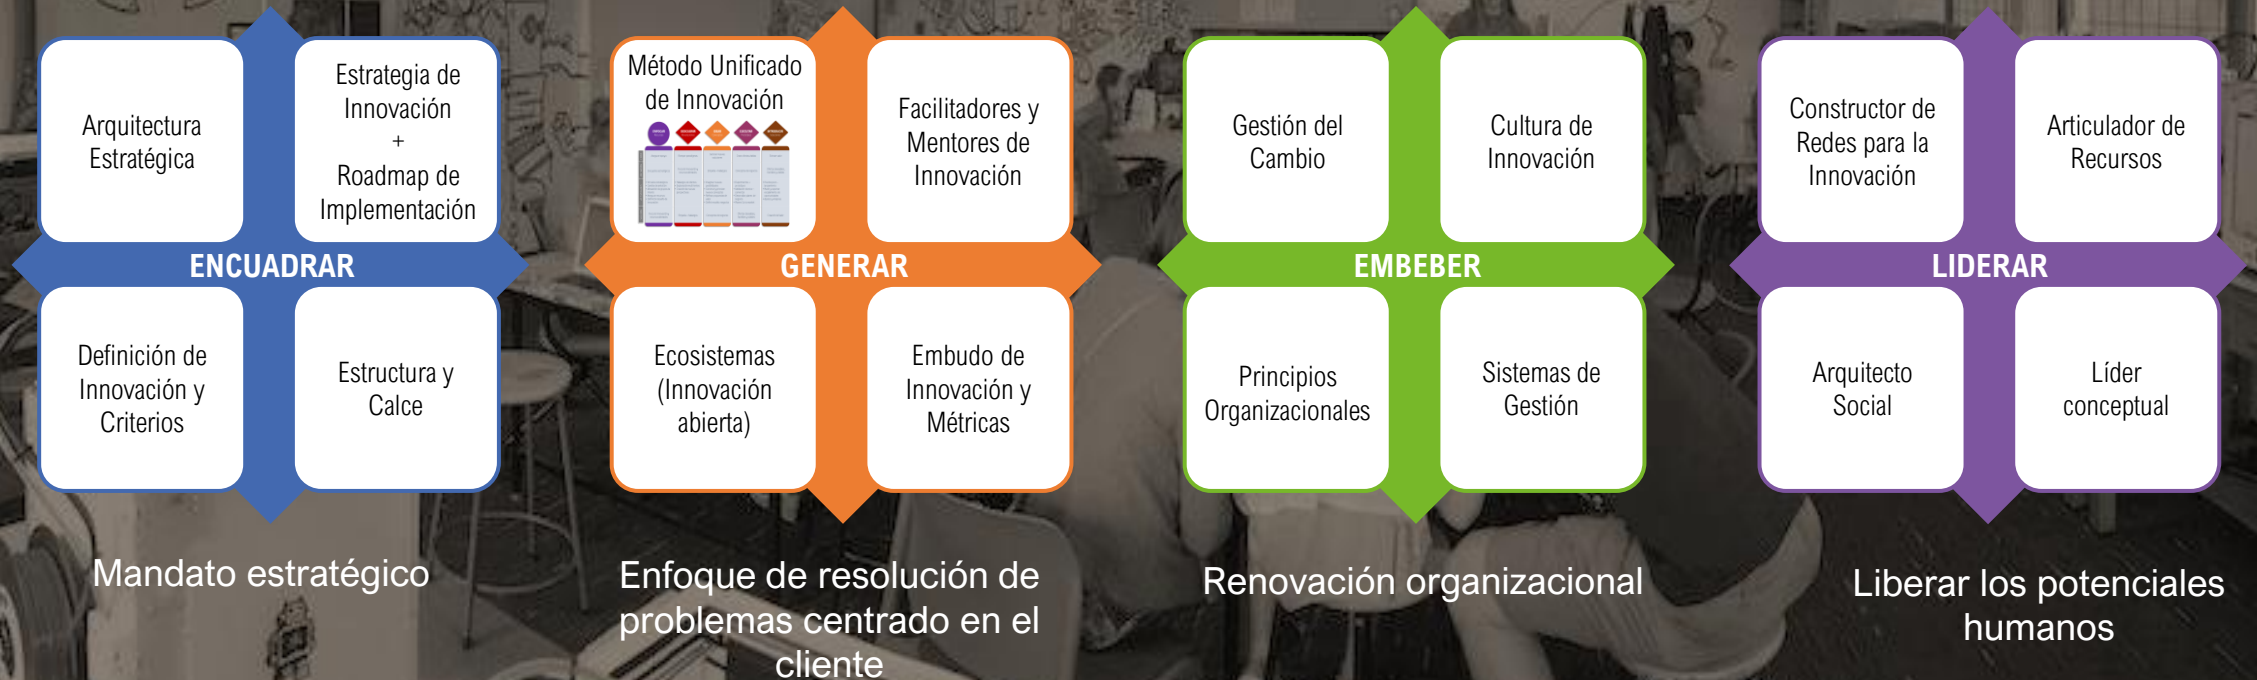 Arquitectura
Estratégica
Estrategia de
Innovación
+
Roadmap de
Implementación
ENCUADRAR
Definición de
Innovación y
Criterios
Estructura y
Calce
Mandato estratégico
Método Unificado
de Innovación
Facilitadores y
Mentores de
Innovación
GENERAR
Ecosistemas
(Innovación
abierta)
Embudo de
Innovación y
Métricas
Enfoque de resolución de
problemas centrado en el
cliente
Gestión del
Cambio
Cultura de
Innovación
EMBEBER
Principios
Organizacionales
Sistemas de
Gestión
Renovación organizacional
Constructor de
Redes para la
Innovación
Articulador de
Recursos
LIDERAR
Arquitecto
Social
Líder
conceptual
Liberar los potenciales
humanos